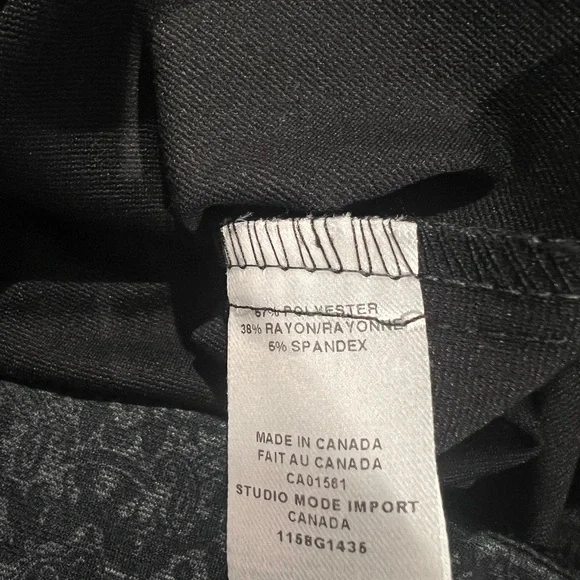 57% POLYESTER
38% RAYON/RAYONNE
5% SPANDEX
MADE IN CANADA
FAIT AU CANADA
CA01561
STUDIO MODE IMPORT
CANADA
1158G1435